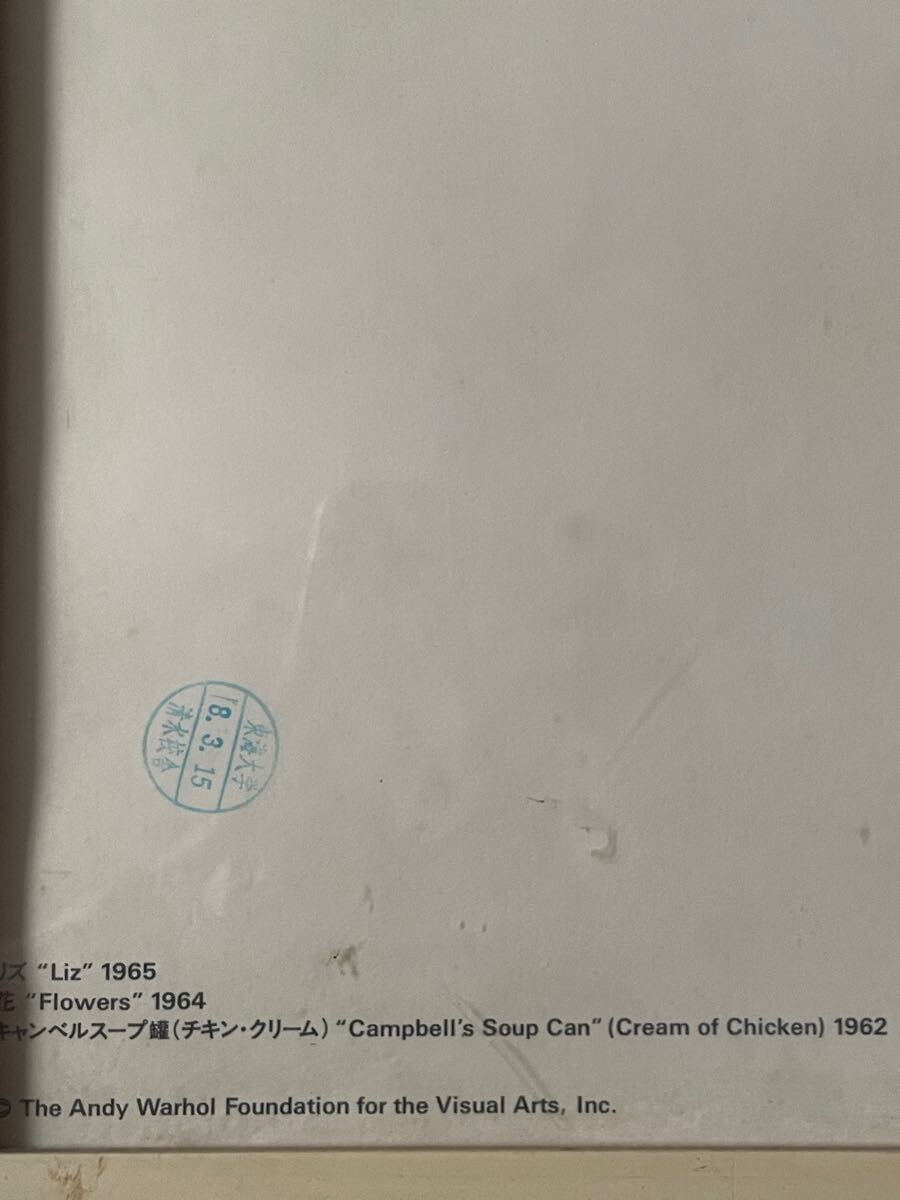 東海大学
8. 3. 15
清水校舎
リズ “Liz” 1965
花 “Flowers” 1964
キャンベルスープ罐（チキン・クリーム）“Campbell’s Soup Can” (Cream of Chicken) 1962
© The Andy Warhol Foundation for the Visual Arts, Inc.